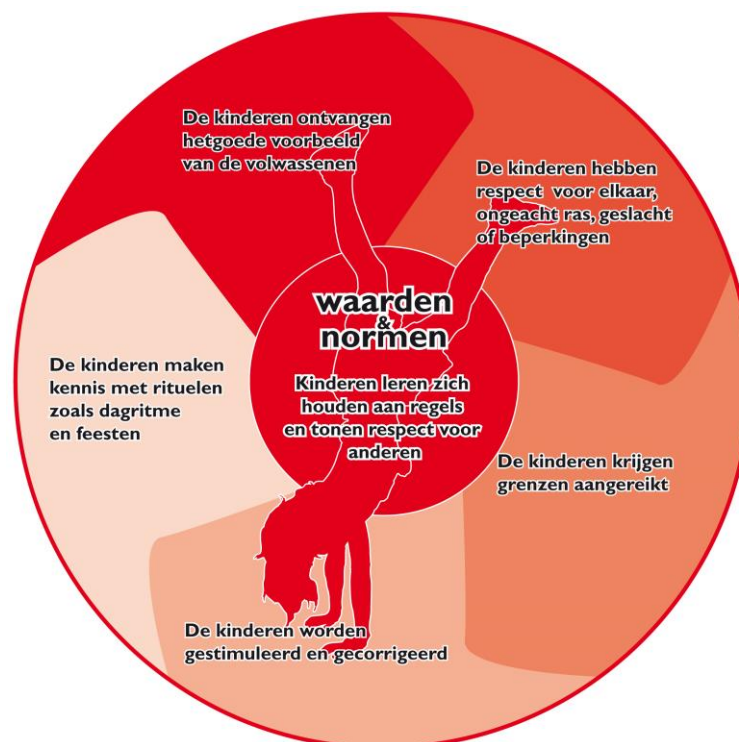 De kinderen ontvangen
hetgoede voorbeeld
van de volwassenen
De kinderen hebben
respect voor elkaar,
ongeacht ras, geslacht
of beperkingen
waarden
&
normen
Kinderen leren zich
houden aan regels
en tonen respect voor
anderen
De kinderen maken
kennis met rituelen
zoals dagritme
en feesten
De kinderen krijgen
grenzen aangereikt
De kinderen worden
gestimuleerd en gecorrigeerd